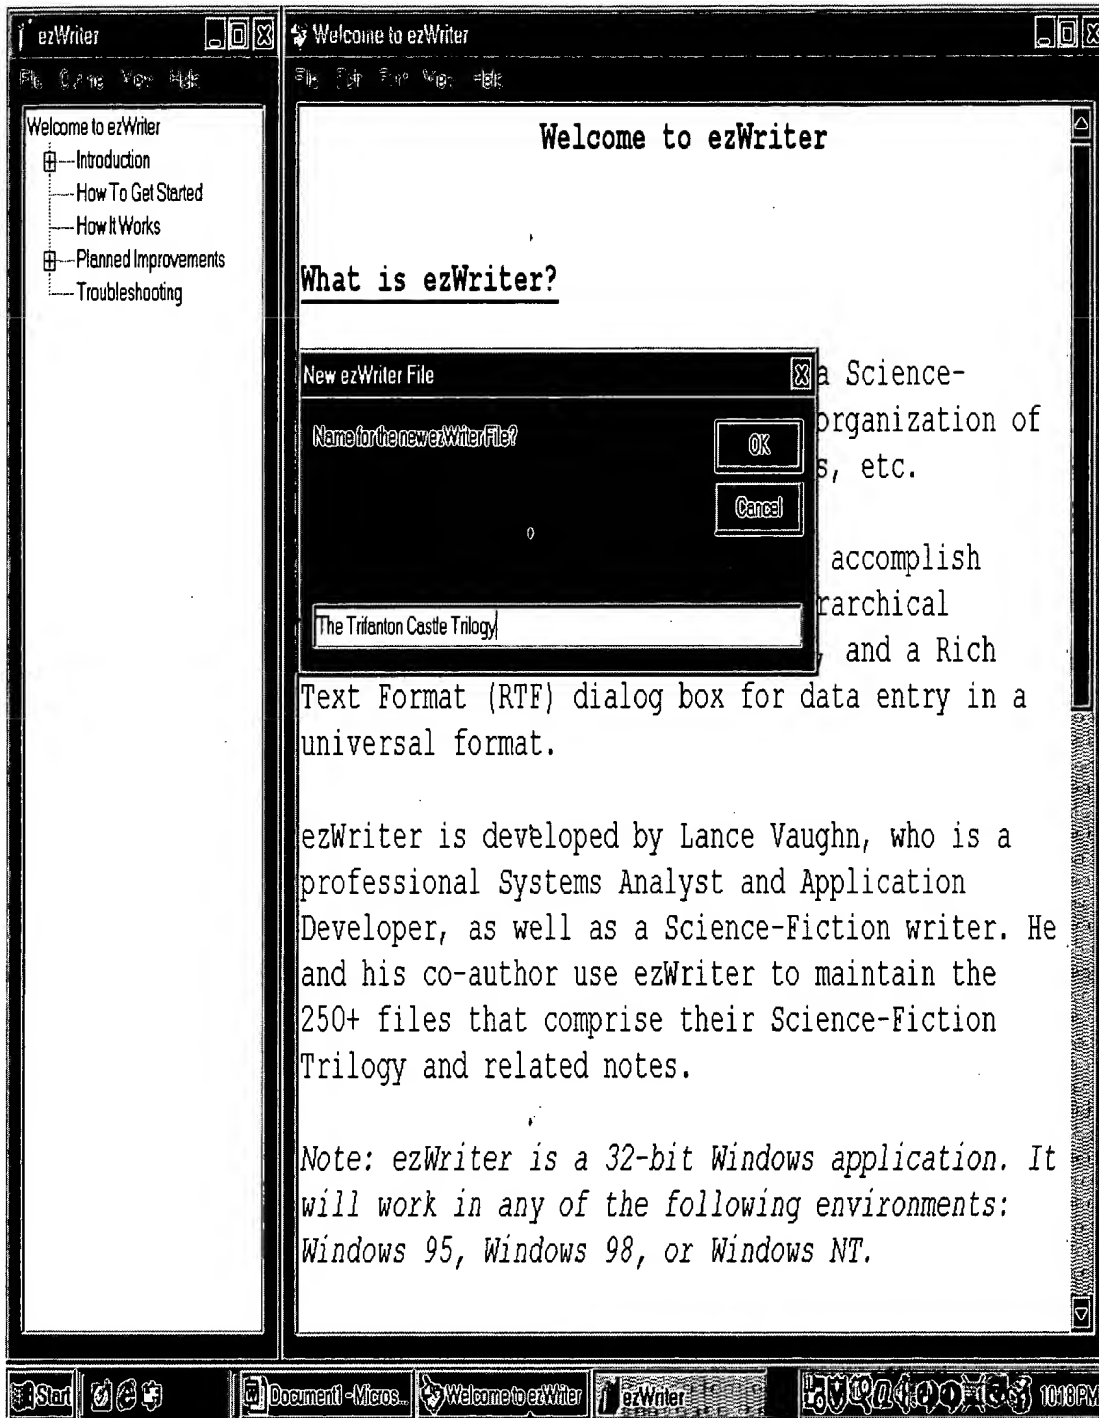 ezWriter
Welcome to ezWriter
Introduction
How To Get Started
How It Works
Planned Improvements
Troubleshooting
Welcome to ezWriter
Welcome to ezWriter
What is ezWriter?
a Science-
organization of
s, etc.
accomplish
rarchical
, and a Rich
Text Format (RTF) dialog box for data entry in a
universal format.
ezWriter is developed by Lance Vaughn, who is a
professional Systems Analyst and Application
Developer, as well as a Science-Fiction writer. He
and his co-author use ezWriter to maintain the
250+ files that comprise their Science-Fiction
Trilogy and related notes.
Note: ezWriter is a 32-bit Windows application. It
will work in any of the following environments:
Windows 95, Windows 98, or Windows NT.
New ezWriter File
Name for the new ezWriter File?
OK
Cancel
The Trifanton Castle Trilogy
Start
Document1 - Micros...
Welcome to ezWriter
ezWriter
10:18 PM